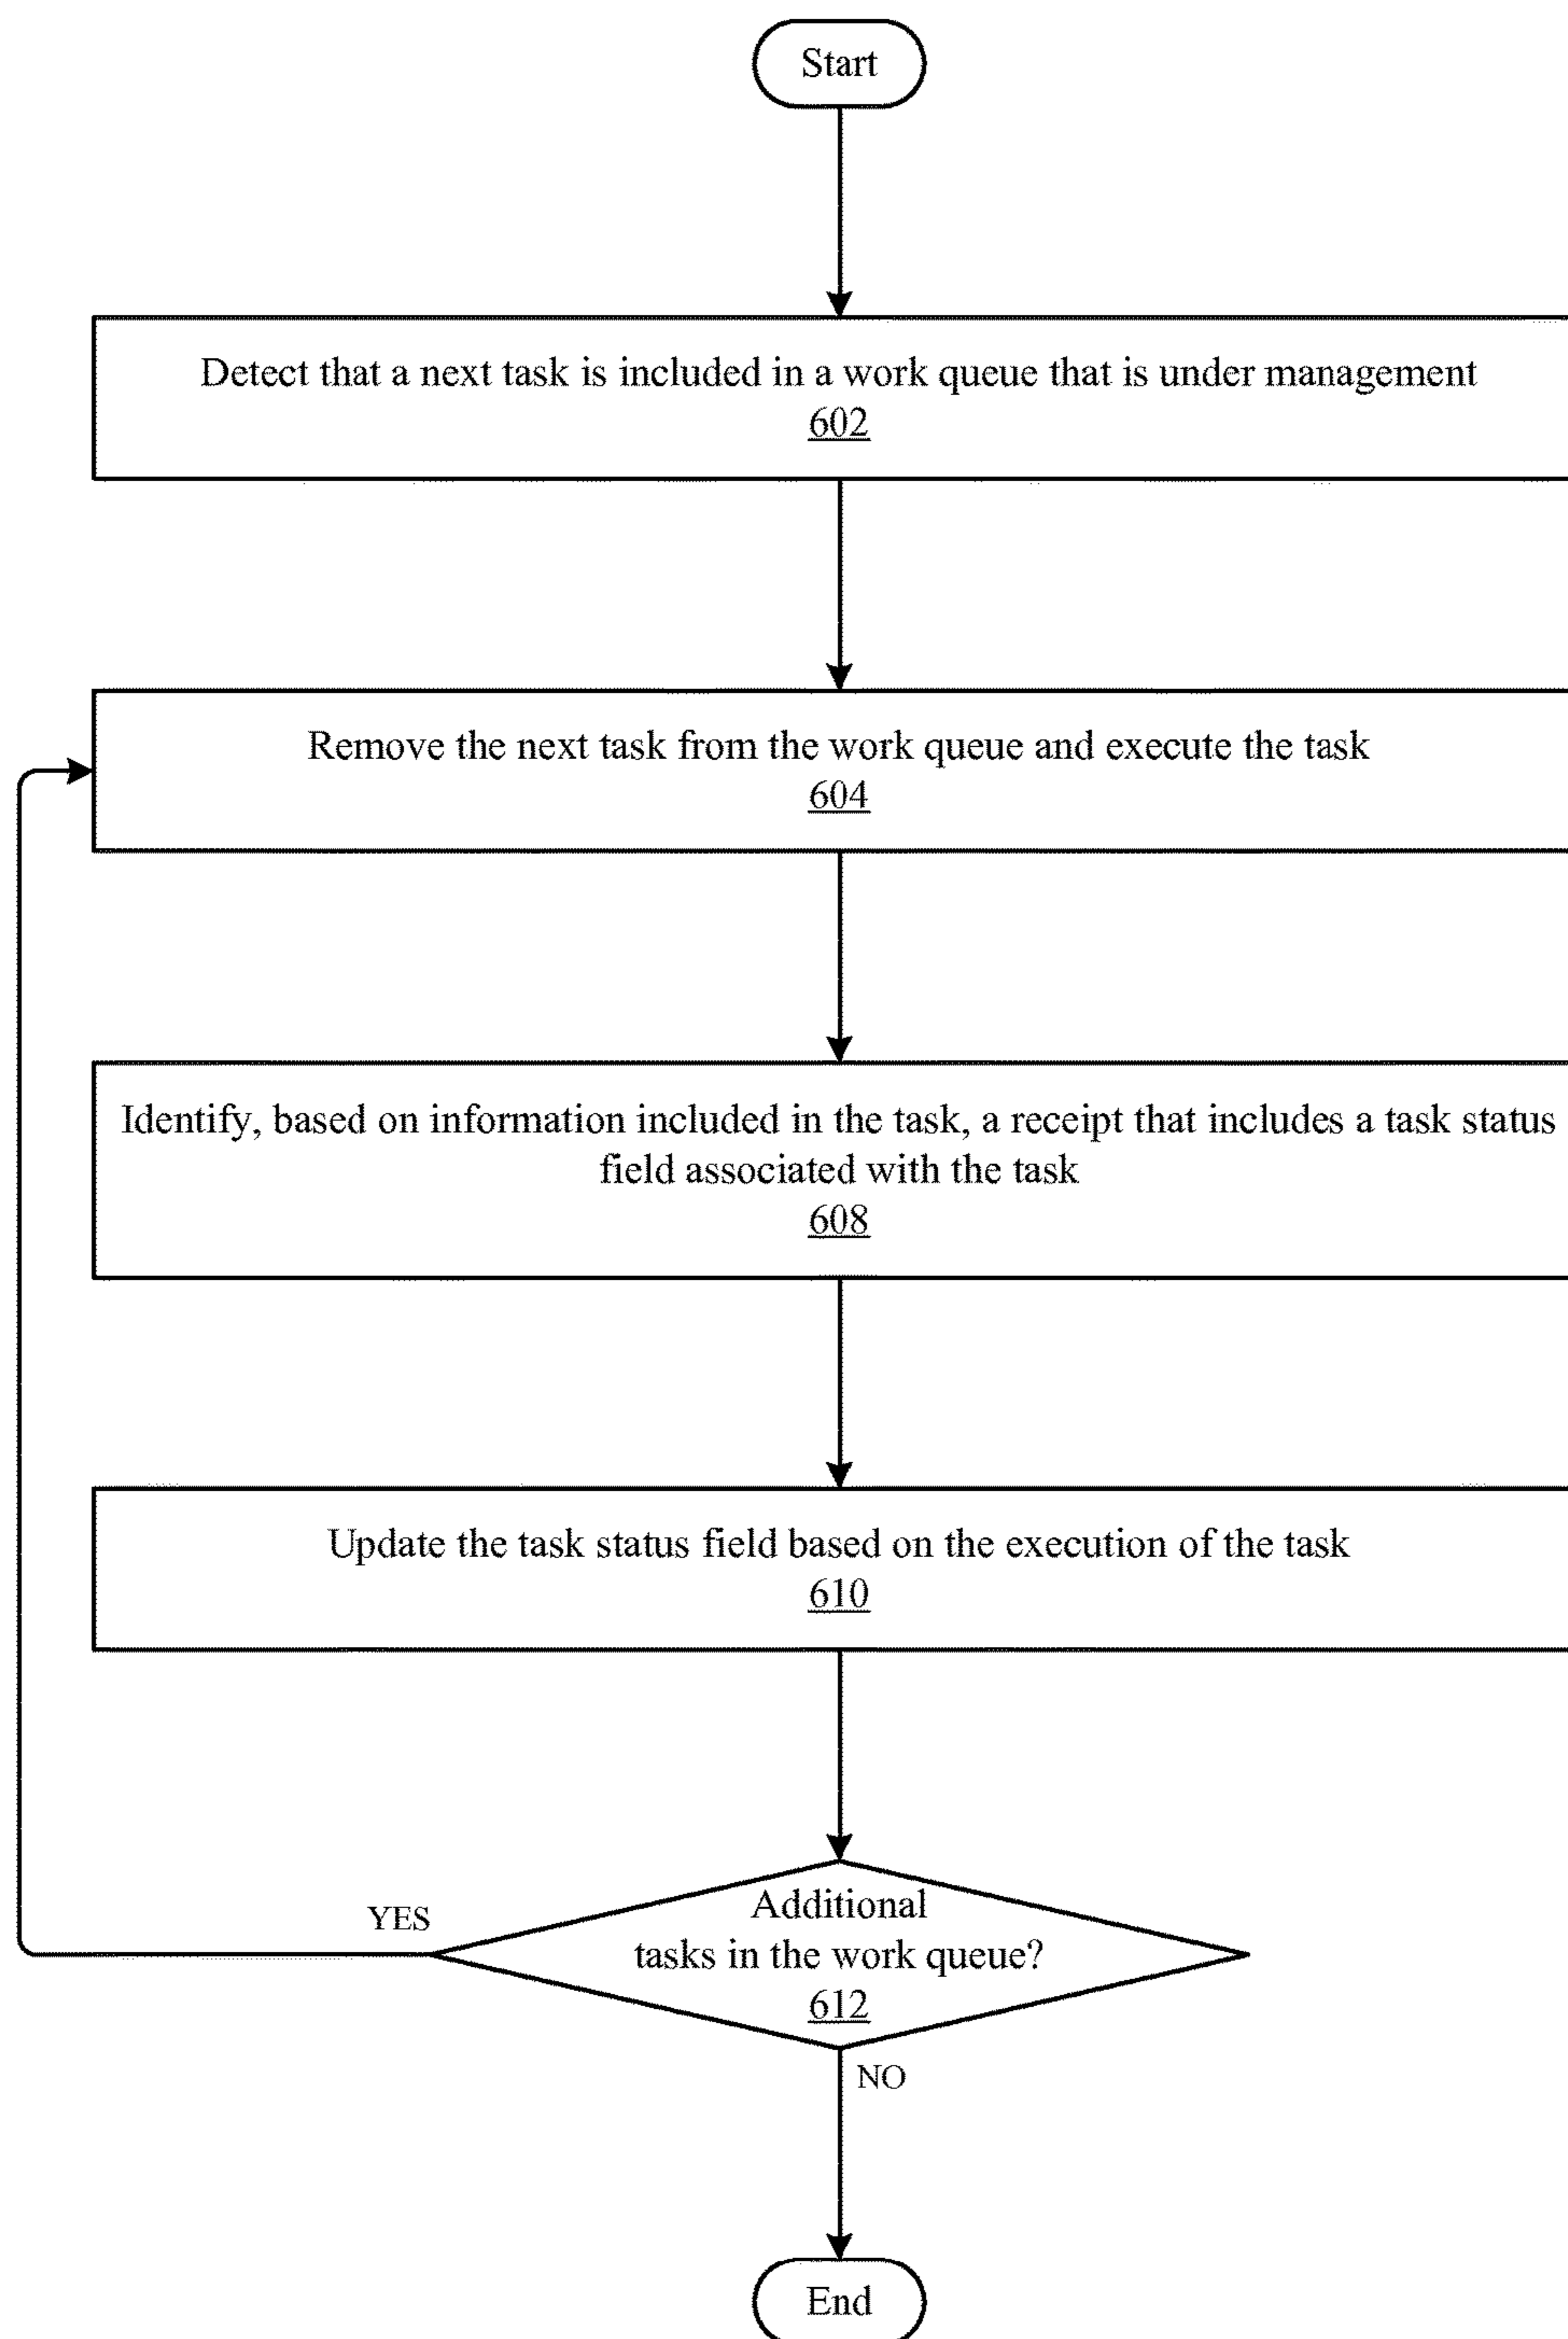 Start
Detect that a next task is included in a work queue that is under management
602
Remove the next task from the work queue and execute the task
604
Identify, based on information included in the task, a receipt that includes a task status
field associated with the task
608
Update the task status field based on the execution of the task
610
YES
Additional
tasks in the work queue?
612
NO
End